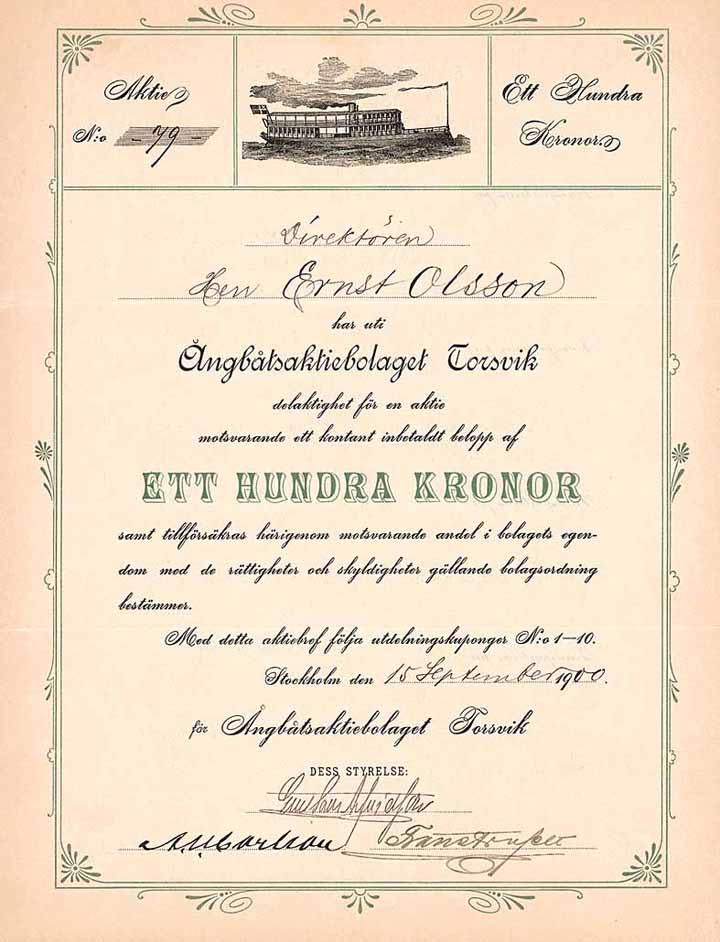 Aktie
N:o 79
Ett Hundra
Kronor.
Direktören
Herr Ernst Olsson
har uti
Ångbåtsaktiebolaget Torsvik
delaktighet för en aktie
motsvarande ett kontant inbetaldt belopp af
ETT HUNDRA KRONOR
samt tillförsäkras härigenom motsvarande andel i bolagets egen-
dom med de rättigheter och skyldigheter gällande bolagsordning
bestämmer.
Med detta aktiebref följa utdelningskuponger N:o 1—10.
Stockholm den 15 September 1900.
för Ångbåtsaktiebolaget Torsvik
DESS STYRELSE: